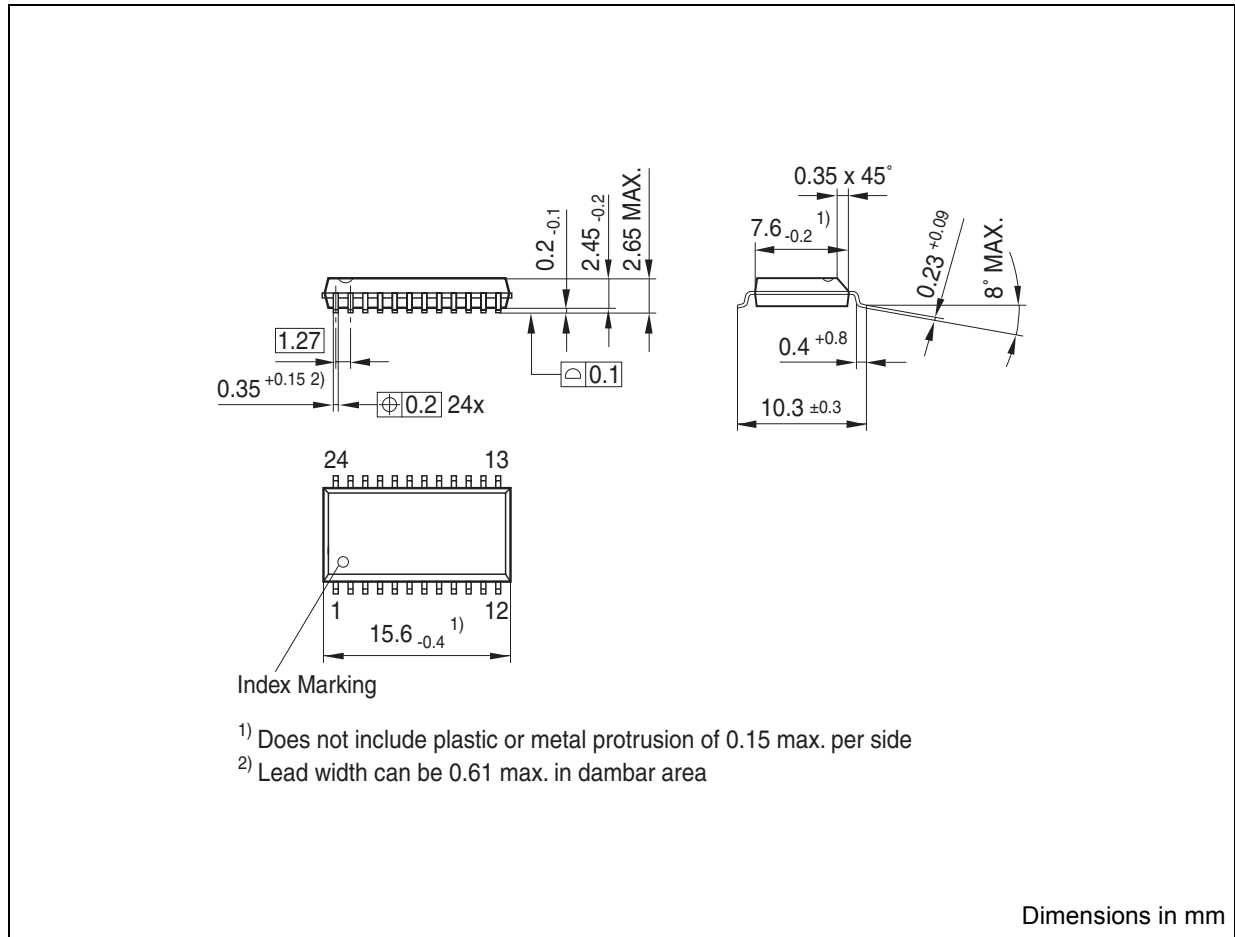 0.35 x 45˚
7.6 -0.2 1)
0.23 +0.09
8˚ MAX.
0.2 -0.1
2.45 -0.2
2.65 MAX.
1.27
0.35 +0.15 2)
0.2 24x
0.1
0.4 +0.8
10.3 ±0.3
24 13
1 12
15.6 -0.4 1)
Index Marking
1) Does not include plastic or metal protrusion of 0.15 max. per side
2) Lead width can be 0.61 max. in dambar area
Dimensions in mm